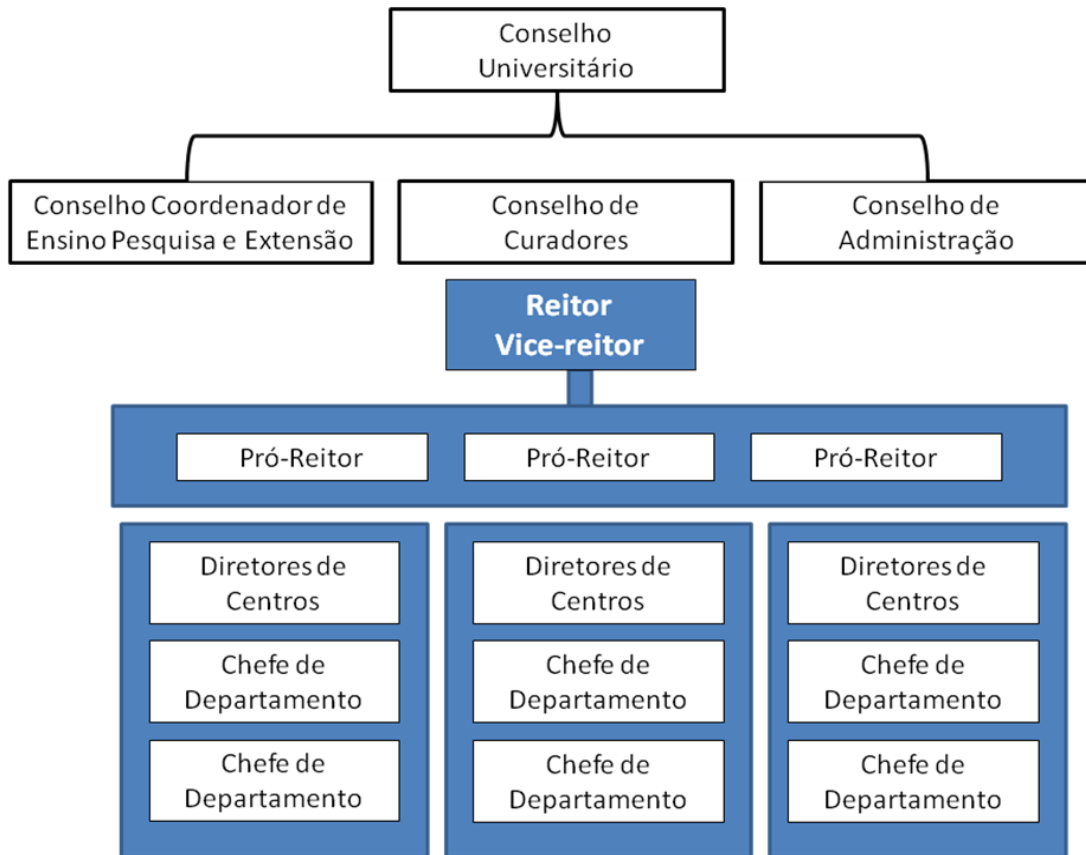 Conselho
Universitário
Conselho Coordenador de
Ensino Pesquisa e Extensão
Conselho de
Curadores
Conselho de
Administração
Reitor
Vice-reitor
Pró-Reitor
Pró-Reitor
Pró-Reitor
Diretores de
Centros
Diretores de
Centros
Diretores de
Centros
Chefe de
Departamento
Chefe de
Departamento
Chefe de
Departamento
Chefe de
Departamento
Chefe de
Departamento
Chefe de
Departamento